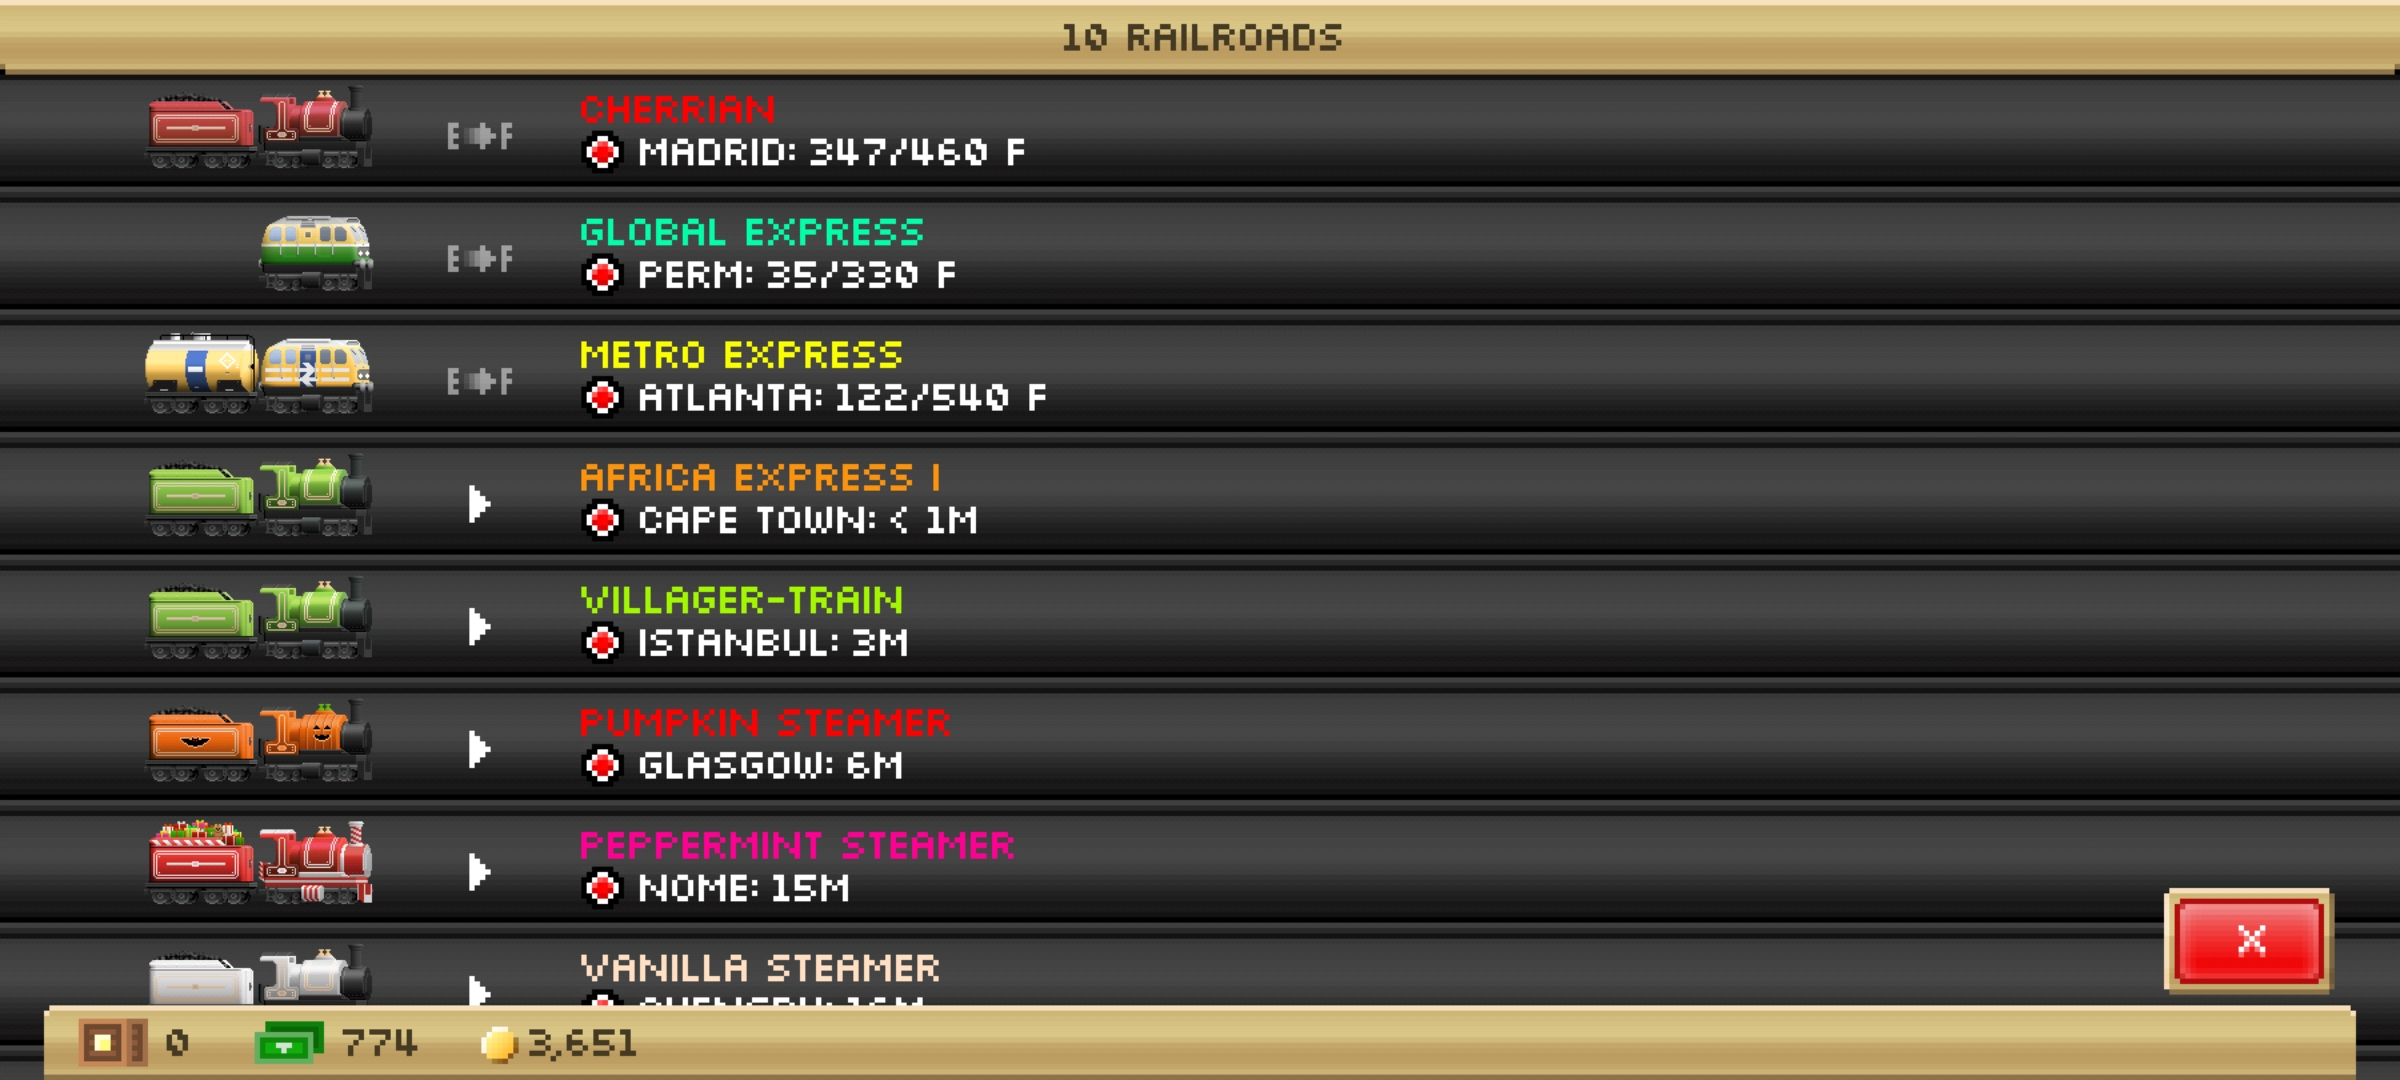 10 RAILROADS
CHERRIAN
E F
MADRID: 347/460 F
GLOBAL EXPRESS
E F
PERM: 35/330 F
METRO EXPRESS
E F
ATLANTA: 122/540 F
AFRICA EXPRESS I
CAPE TOWN: < 1M
VILLAGER-TRAIN
ISTANBUL: 3M
PUMPKIN STEAMER
GLASGOW: 6M
PEPPERMINT STEAMER
NOME: 15M
X
VANILLA STEAMER
0 774 3,651